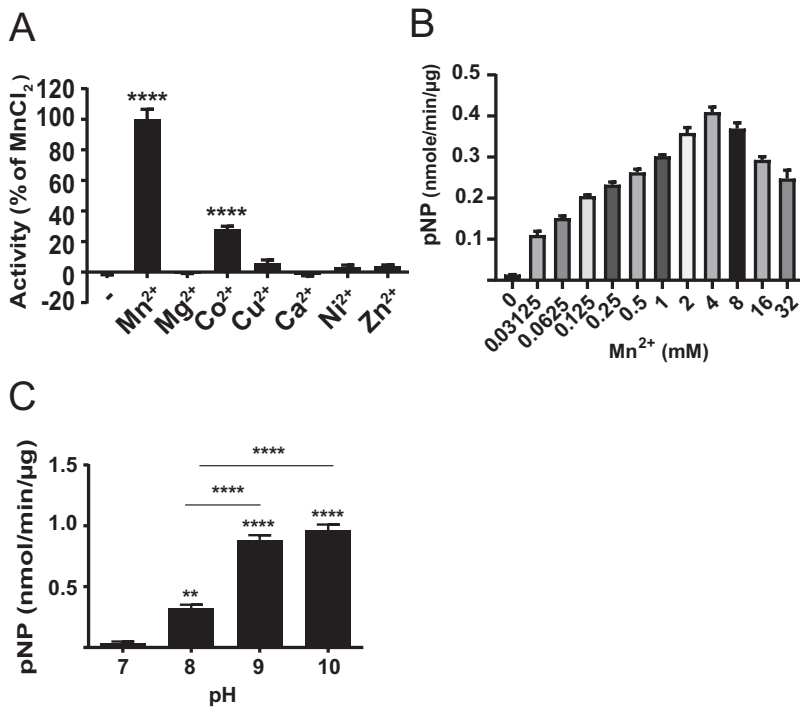 A
Activity (% of MnCl₂)
120
100
80
60
40
20
0
-20
****
****
-
Mn²⁺
Mg²⁺
Co²⁺
Cu²⁺
Ca²⁺
Ni²⁺
Zn²⁺
B
pNP (nmole/min/µg)
0.5
0.4
0.3
0.2
0.1
0
0.03125
0.0625
0.125
0.25
0.5
1
2
4
8
16
32
Mn²⁺ (mM)
C
pNP (nmol/min/µg)
1.5
1.0
0.5
****
****
**
****
****
7 8 9 10
pH